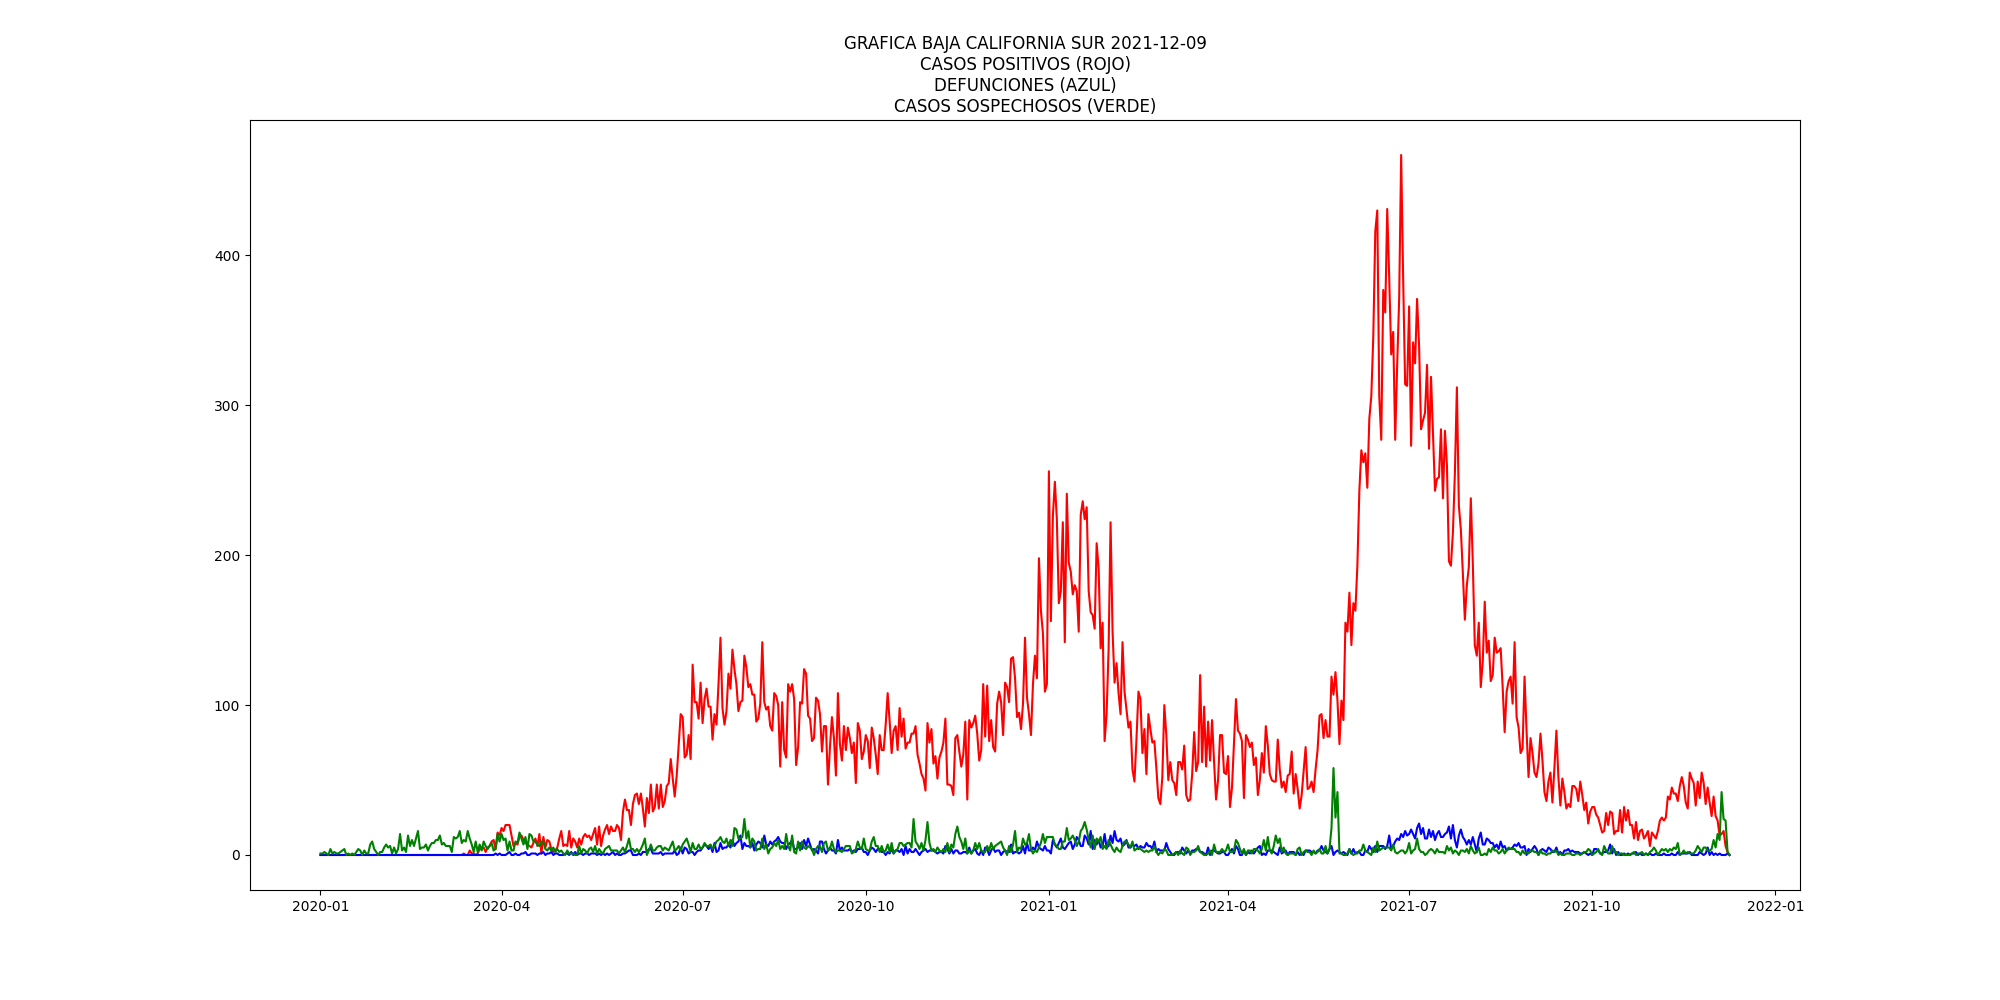 GRAFICA BAJA CALIFORNIA SUR 2021-12-09
CASOS POSITIVOS (ROJO)
DEFUNCIONES (AZUL)
CASOS SOSPECHOSOS (VERDE)
400
300
200
100
0
2020-01 2020-04 2020-07 2020-10 2021-01 2021-04 2021-07 2021-10 2022-01